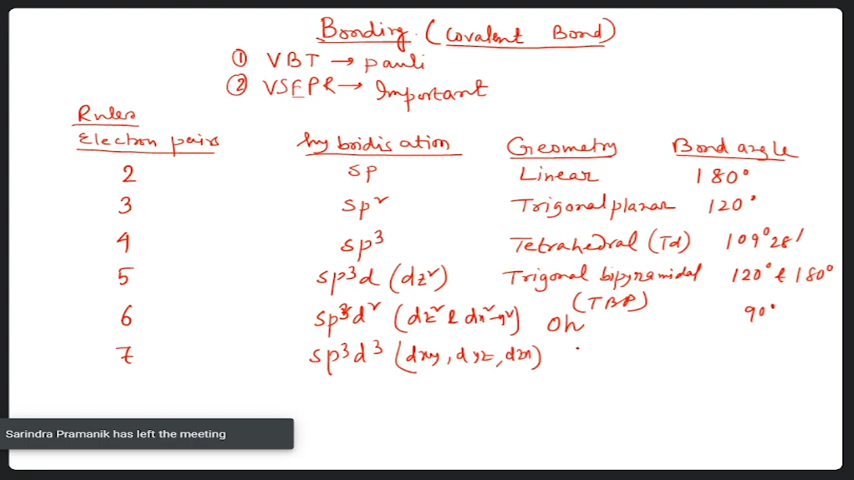 Bonding. (Covalent Bond)
① VBT → pauli
② VSEPR → Important
Rules
Electron pairs hybridisation Geometry Bond angle
2 sp Linear 180°
3 sp² Trigonal planar 120°
4 sp³ Tetrahedral (Td) 109°28'
5 sp³d (dz²) Trigonal bipyramidal 120° & 180°
(TBP)
6 sp³d² (dz² & dx²-y²) Oh 90°
7 sp³d³ (dxy, dyz, dzx)
Sarindra Pramanik has left the meeting